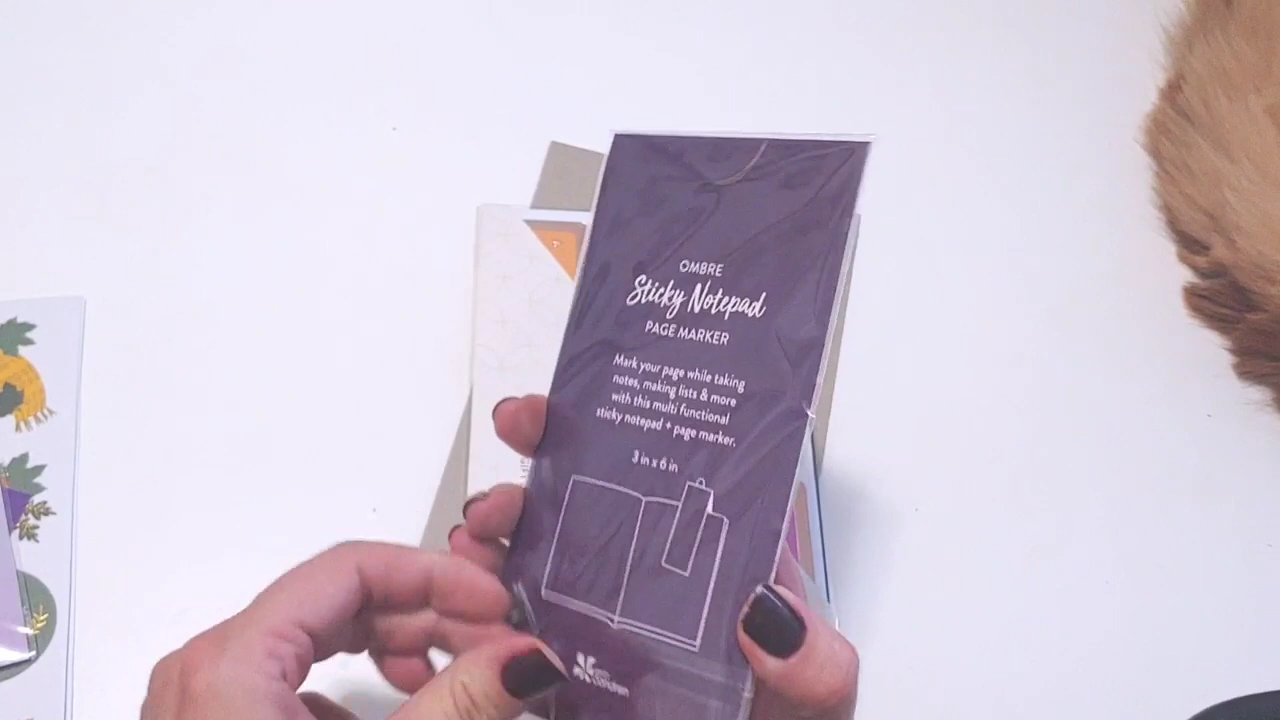 OMBRE
Sticky Notepad
PAGE MARKER
Mark your page while taking
notes, making lists & more
with this multi functional
sticky notepad + page marker.
3 in x 6 in